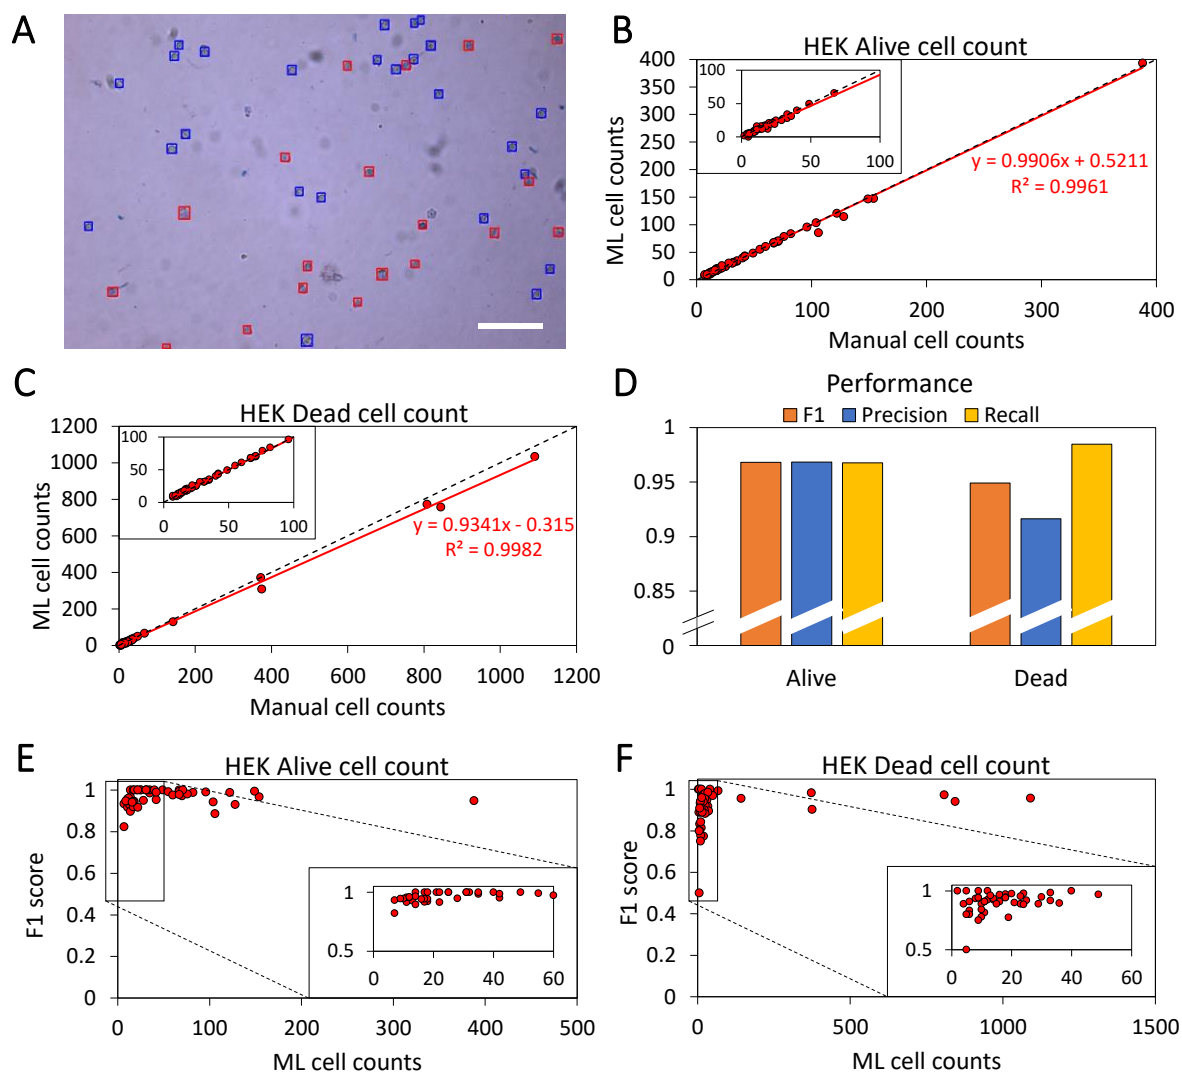 A
B
HEK Alive cell count
400
350
300
250
200
150
100
50
0
ML cell counts
100
50
0
0 50 100
y = 0.9906x + 0.5211
R² = 0.9961
0 100 200 300 400
Manual cell counts
C
HEK Dead cell count
1200
1000
800
600
400
200
0
ML cell counts
100
50
0
0 50 100
y = 0.9341x - 0.315
R² = 0.9982
0 200 400 600 800 1000 1200
Manual cell counts
D
Performance
F1 Precision Recall
1
0.95
0.9
0.85
0
Alive Dead
E
HEK Alive cell count
1
0.8
0.6
0.4
0.2
0
F1 score
1
0.5
0 20 40 60
0 100 200 300 400 500
ML cell counts
F
HEK Dead cell count
1
0.8
0.6
0.4
0.2
0
F1 score
1
0.5
0 20 40 60
0 500 1000 1500
ML cell counts